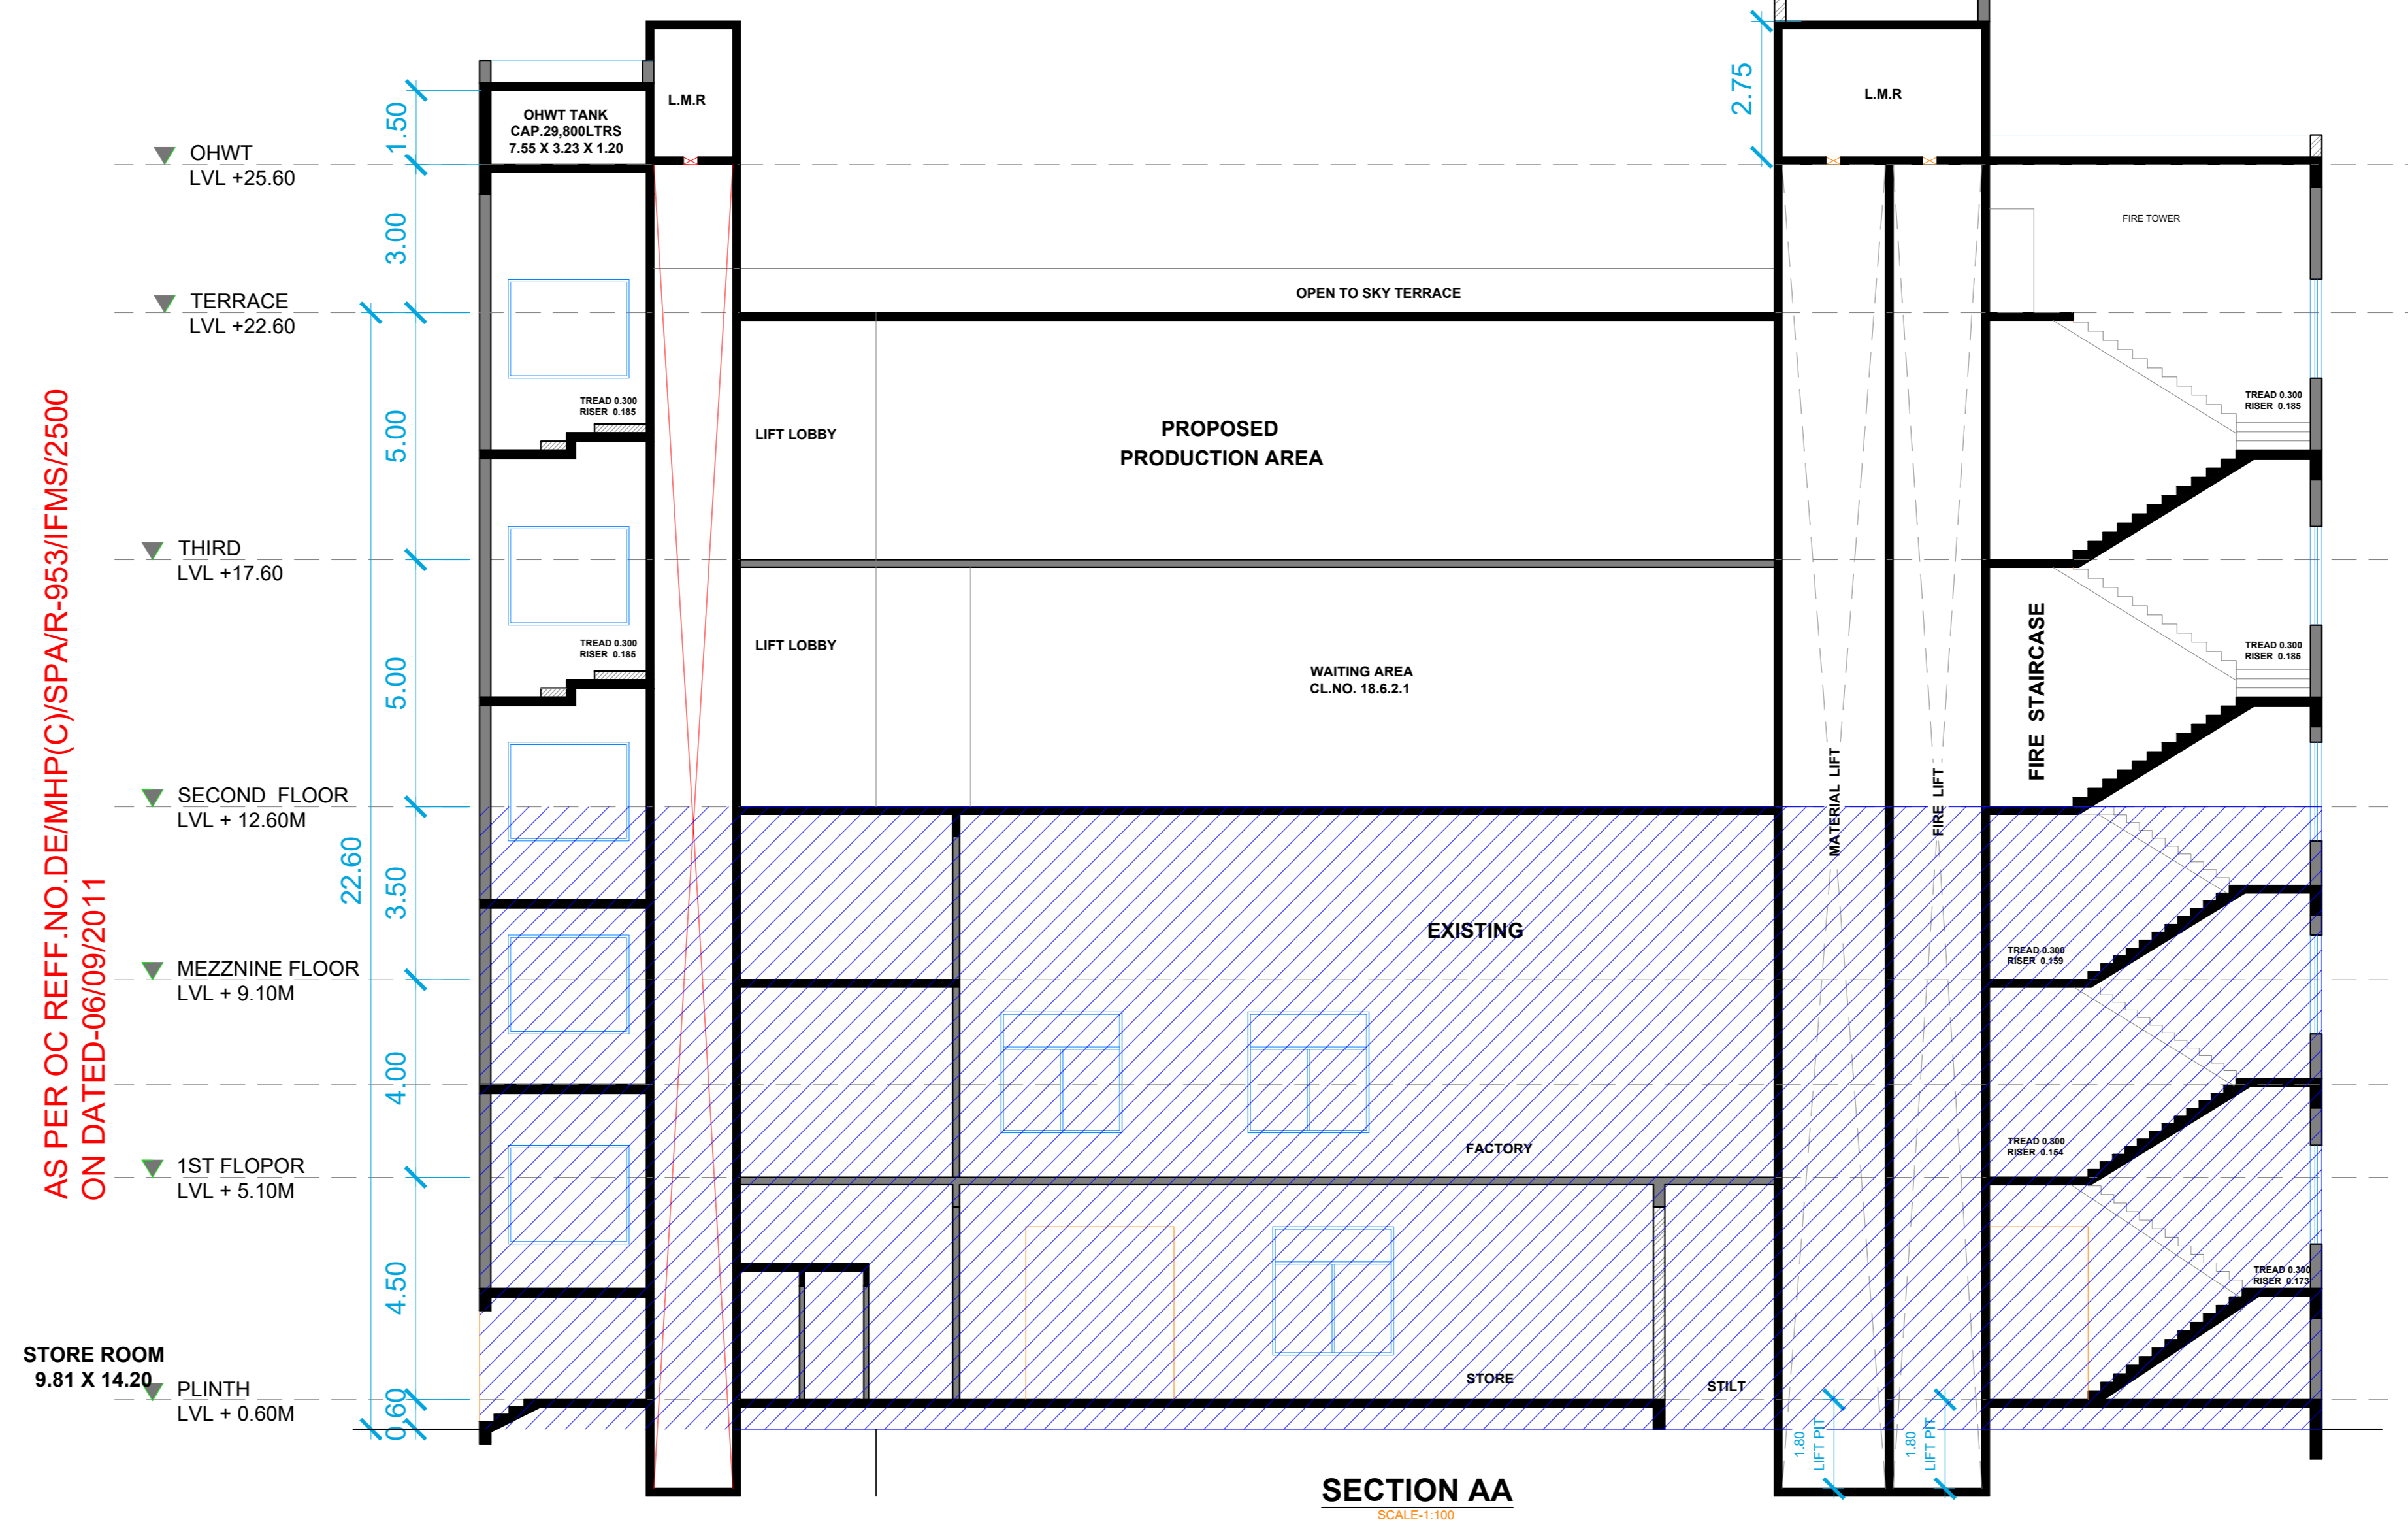 AS PER OC REFF.NO.DE/MHP(C)/SPA/R-953/IFMS/2500
ON DATED-06/09/2011
OHWT
LVL +25.60
TERRACE
LVL +22.60
THIRD
LVL +17.60
SECOND FLOOR
LVL + 12.60M
MEZZNINE FLOOR
LVL + 9.10M
1ST FLOPOR
LVL + 5.10M
STORE ROOM
9.81 X 14.20
PLINTH
LVL + 0.60M
22.60
1.50
3.00
5.00
5.00
3.50
4.00
4.50
0.60
OHWT TANK
CAP.29,800LTRS
7.55 X 3.23 X 1.20
L.M.R
TREAD 0.300
RISER 0.185
TREAD 0.300
RISER 0.185
OPEN TO SKY TERRACE
LIFT LOBBY
PROPOSED
PRODUCTION AREA
LIFT LOBBY
WAITING AREA
CL.NO. 18.6.2.1
EXISTING
FACTORY
STORE
STILT
2.75
L.M.R
MATERIAL LIFT
FIRE LIFT
1.80
LIFT PIT
1.80
LIFT PIT
FIRE TOWER
FIRE STAIRCASE
TREAD 0.300
RISER 0.185
TREAD 0.300
RISER 0.185
TREAD 0.300
RISER 0.159
TREAD 0.300
RISER 0.154
TREAD 0.300
RISER 0.173
SECTION AA
SCALE-1:100